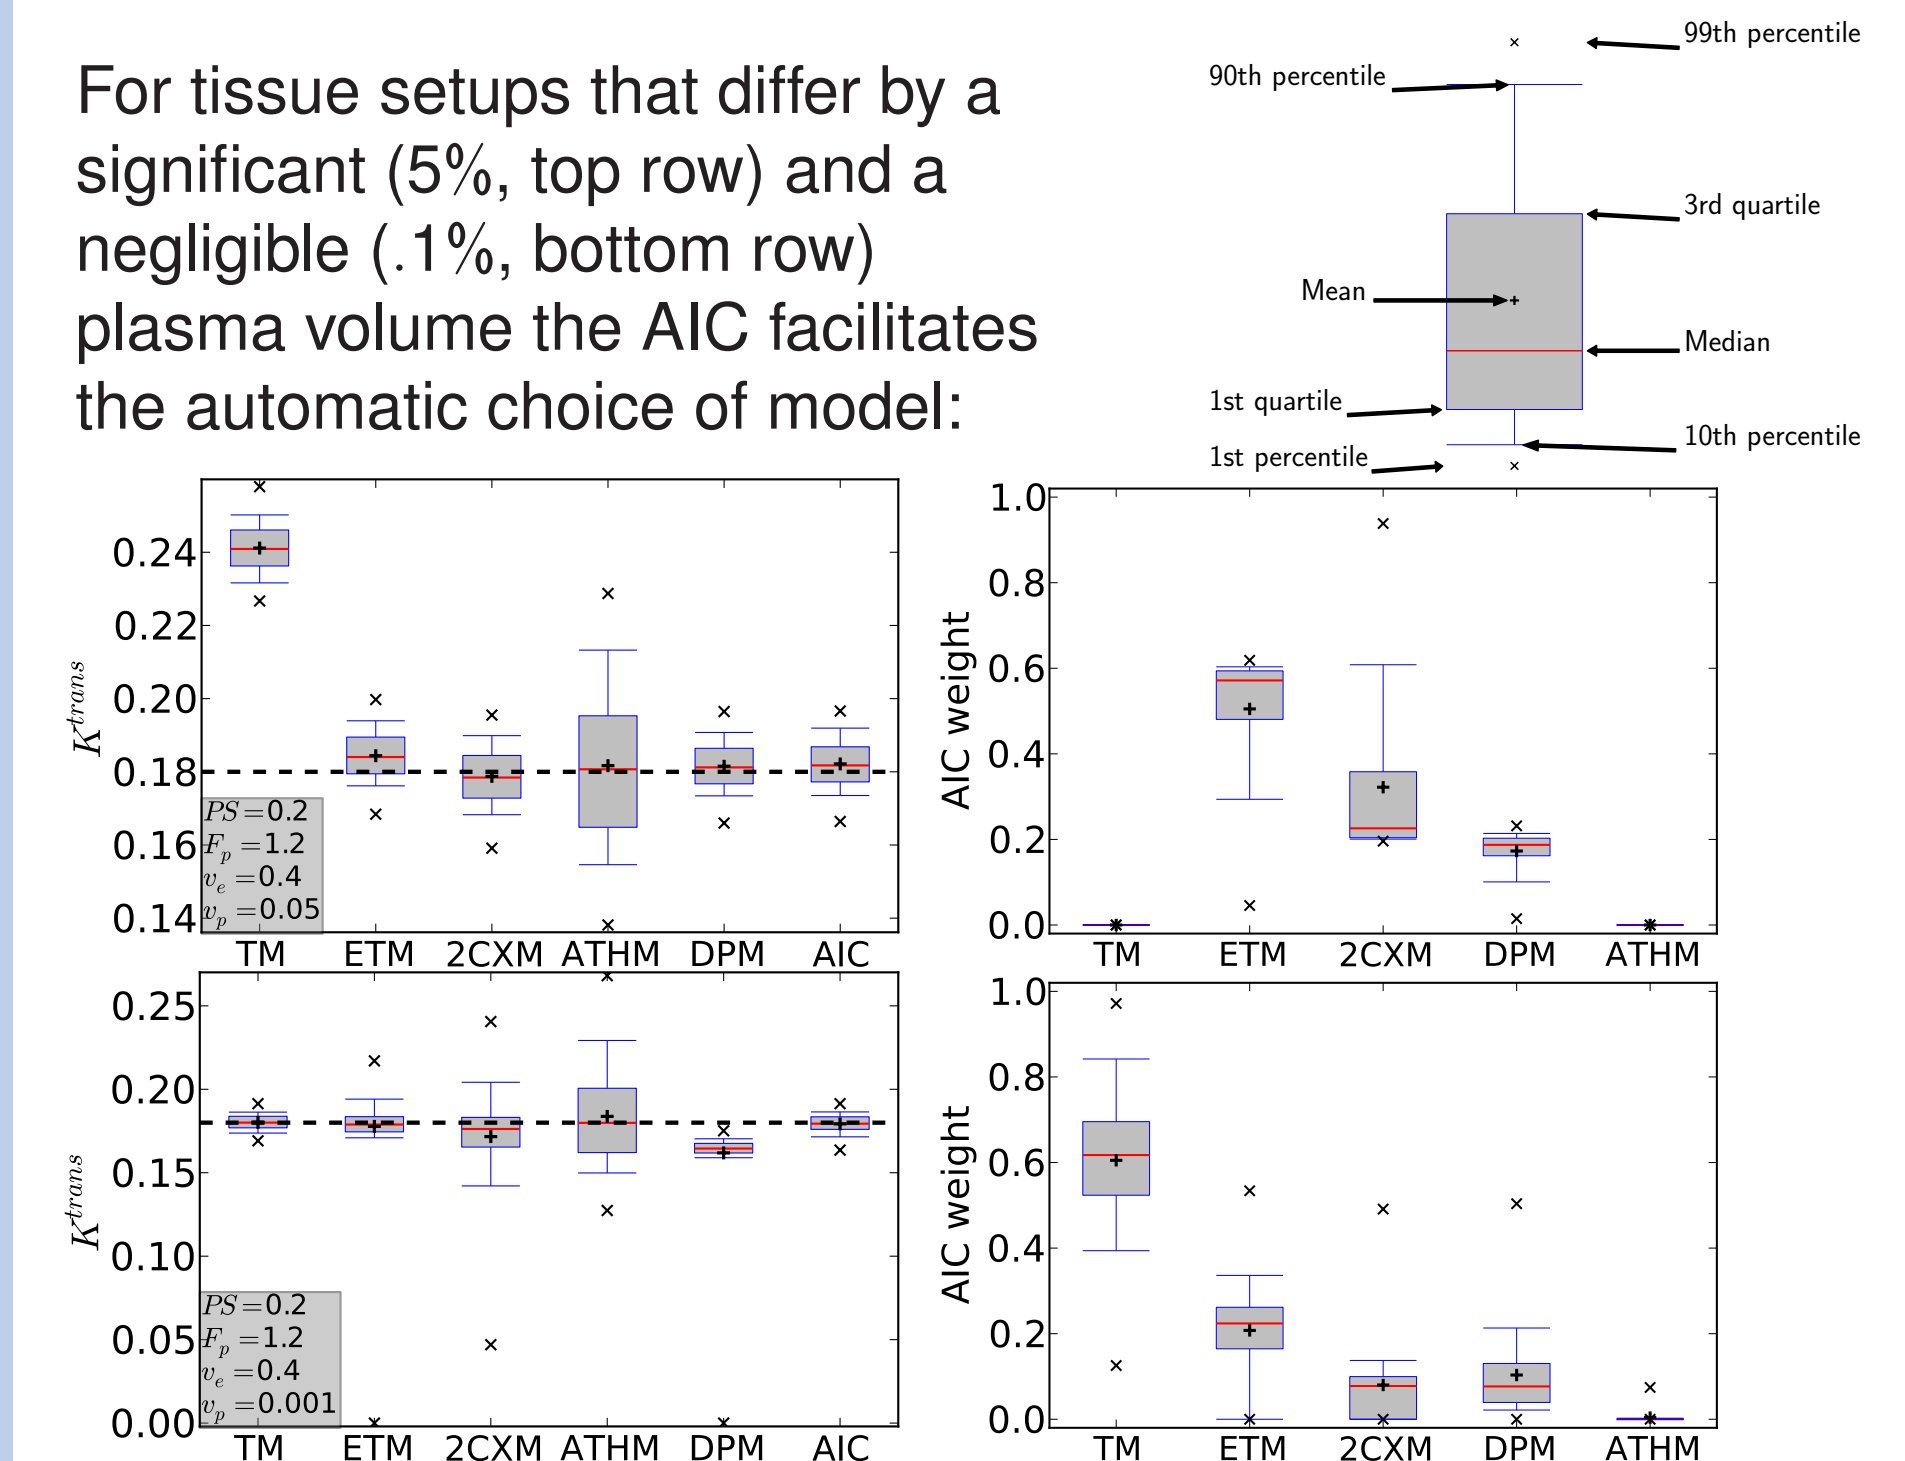 For tissue setups that differ by a
significant (5%, top row) and a
negligible (.1%, bottom row)
plasma volume the AIC facilitates
the automatic choice of model:
99th percentile
90th percentile
3rd quartile
Mean
Median
1st quartile
10th percentile
1st percentile
K^trans
0.24
0.22
0.20
0.18
0.16
0.14
PS=0.2
F_p=1.2
v_e=0.4
v_p=0.05
TM ETM 2CXM ATHM DPM AIC
AIC weight
1.0
0.8
0.6
0.4
0.2
0.0
TM ETM 2CXM DPM ATHM
K^trans
0.25
0.20
0.15
0.10
0.05
0.00
PS=0.2
F_p=1.2
v_e=0.4
v_p=0.001
TM ETM 2CXM ATHM DPM AIC
AIC weight
1.0
0.8
0.6
0.4
0.2
0.0
TM ETM 2CXM DPM ATHM